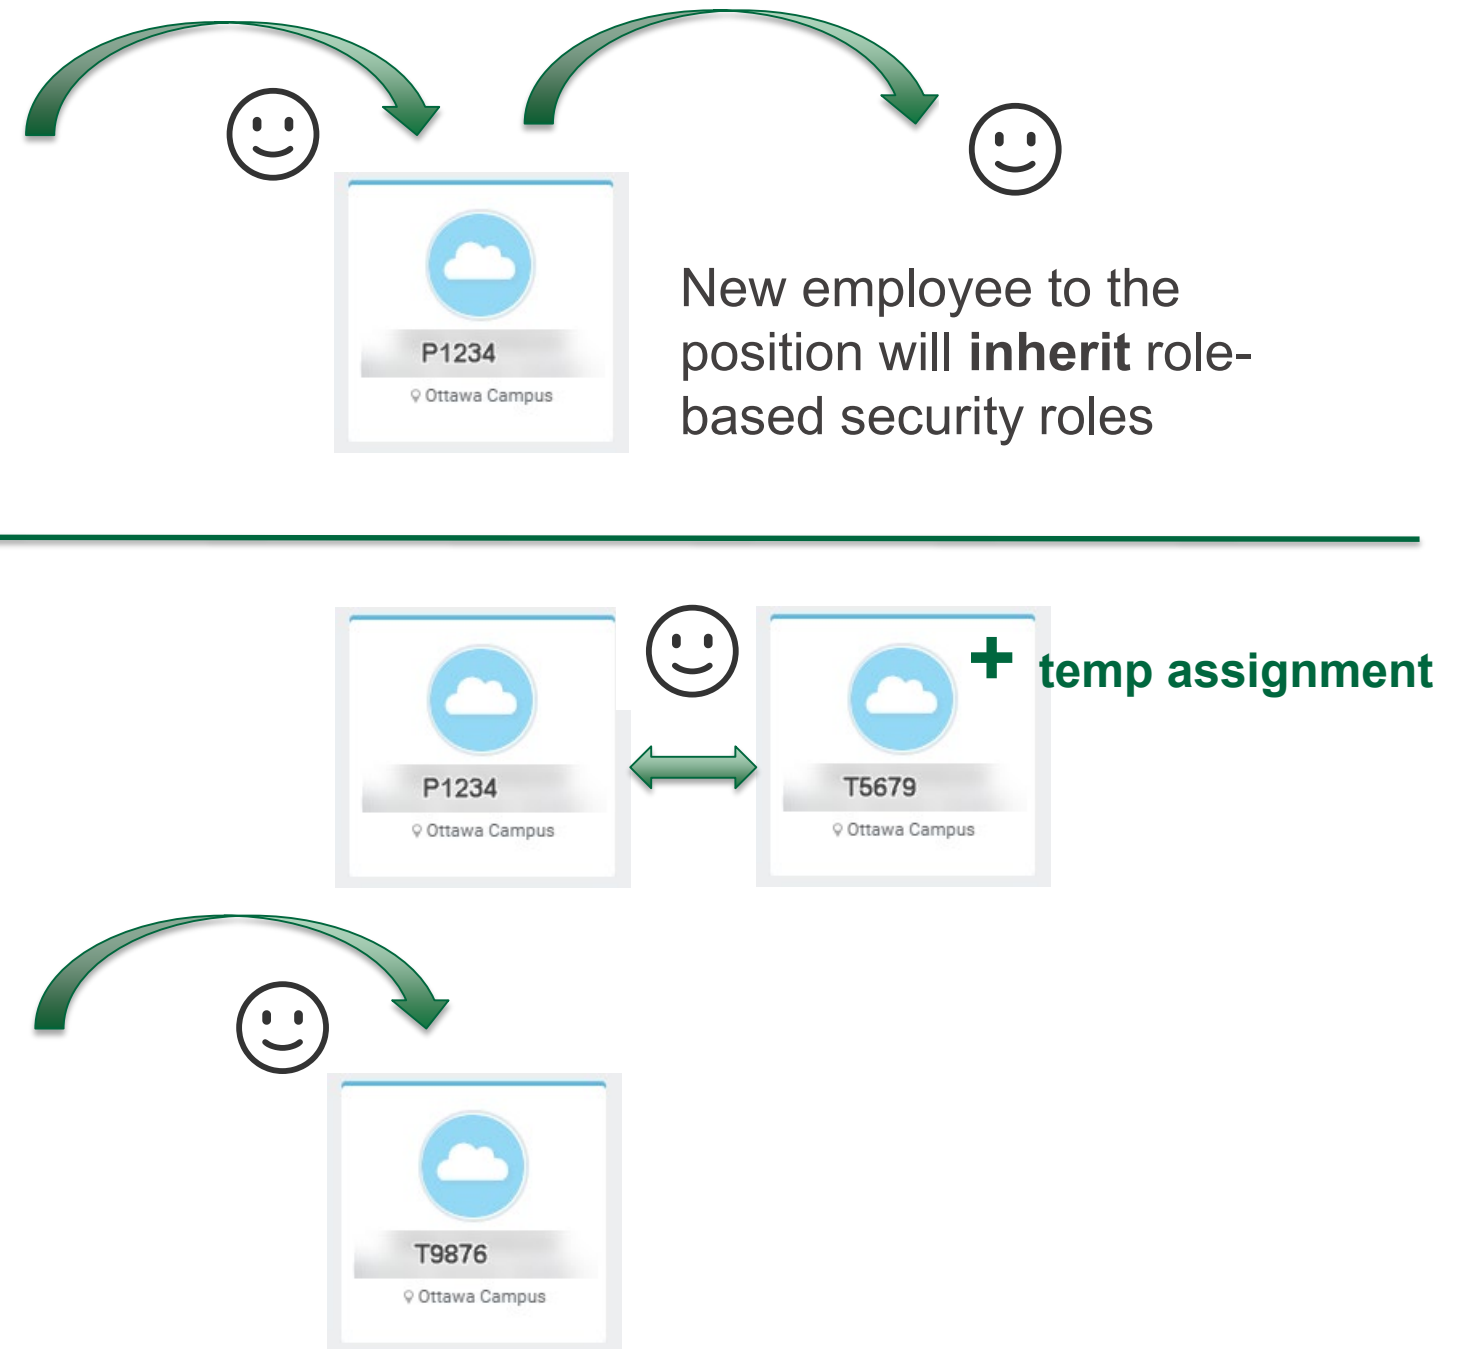 P1234
Ottawa Campus
New employee to the
position will inherit role-
based security roles
P1234
Ottawa Campus
T5679
Ottawa Campus
+ temp assignment
T9876
Ottawa Campus